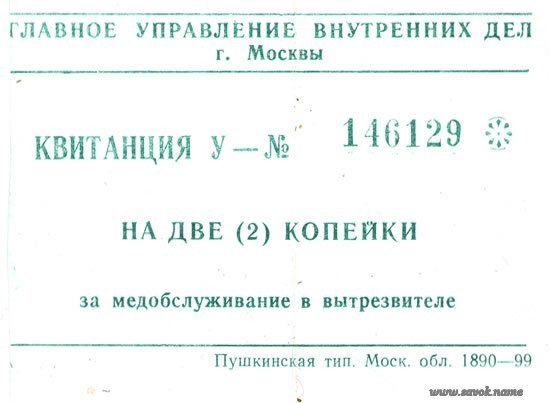 ГЛАВНОЕ УПРАВЛЕНИЕ ВНУТРЕННИХ ДЕЛ
г. Москвы
КВИТАНЦИЯ У — № 146129
НА ДВЕ (2) КОПЕЙКИ
за медобслуживание в вытрезвителе
Пушкинская тип. Моск. обл. 1890—99
www.savok.name